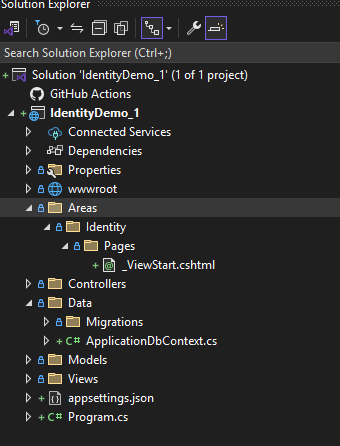 Solution Explorer
Search Solution Explorer (Ctrl+;)
Solution 'IdentityDemo_1' (1 of 1 project)
GitHub Actions
IdentityDemo_1
Connected Services
Dependencies
Properties
wwwroot
Areas
Identity
Pages
_ViewStart.cshtml
Controllers
Data
Migrations
C# ApplicationDbContext.cs
Models
Views
appsettings.json
C# Program.cs